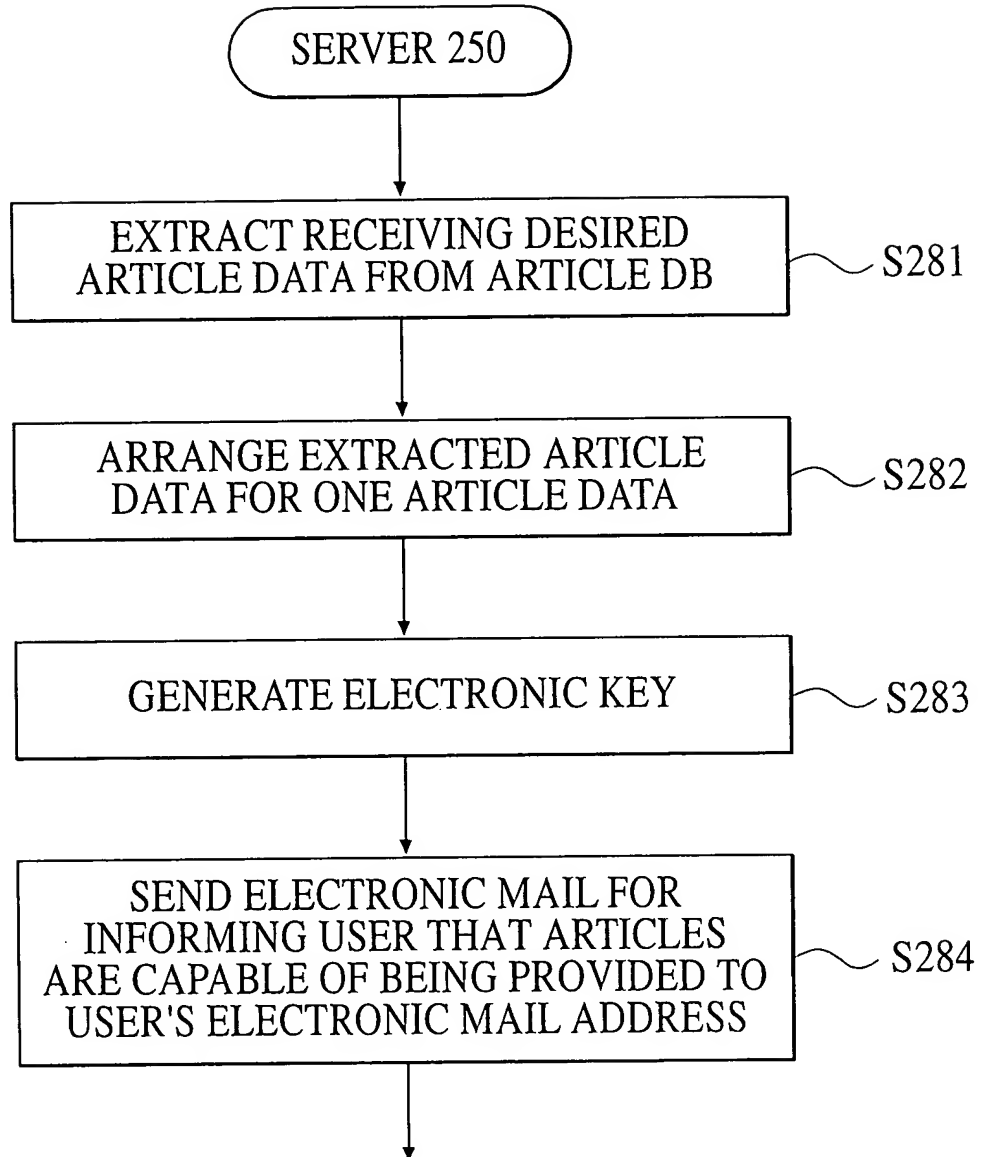 SERVER 250
EXTRACT RECEIVING DESIRED
ARTICLE DATA FROM ARTICLE DB
S281
ARRANGE EXTRACTED ARTICLE
DATA FOR ONE ARTICLE DATA
S282
GENERATE ELECTRONIC KEY
S283
SEND ELECTRONIC MAIL FOR
INFORMING USER THAT ARTICLES
ARE CAPABLE OF BEING PROVIDED TO
USER'S ELECTRONIC MAIL ADDRESS
S284